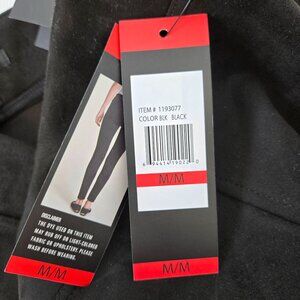 DISCLAIMER
THE DYE USED ON THIS ITEM
MAY RUB OFF ON LIGHT-COLORED
FABRIC OR UPHOLSTERY. PLEASE
WASH BEFORE WEARING.
M/M
ITEM # 1193077
COLOR BLK BLACK
M/M
M/M